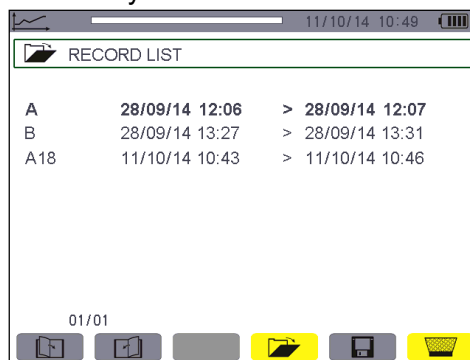 11/10/14 10:49
RECORD LIST
A 28/09/14 12:06 > 28/09/14 12:07
B 28/09/14 13:27 > 28/09/14 13:31
A18 11/10/14 10:43 > 11/10/14 10:46
01/01